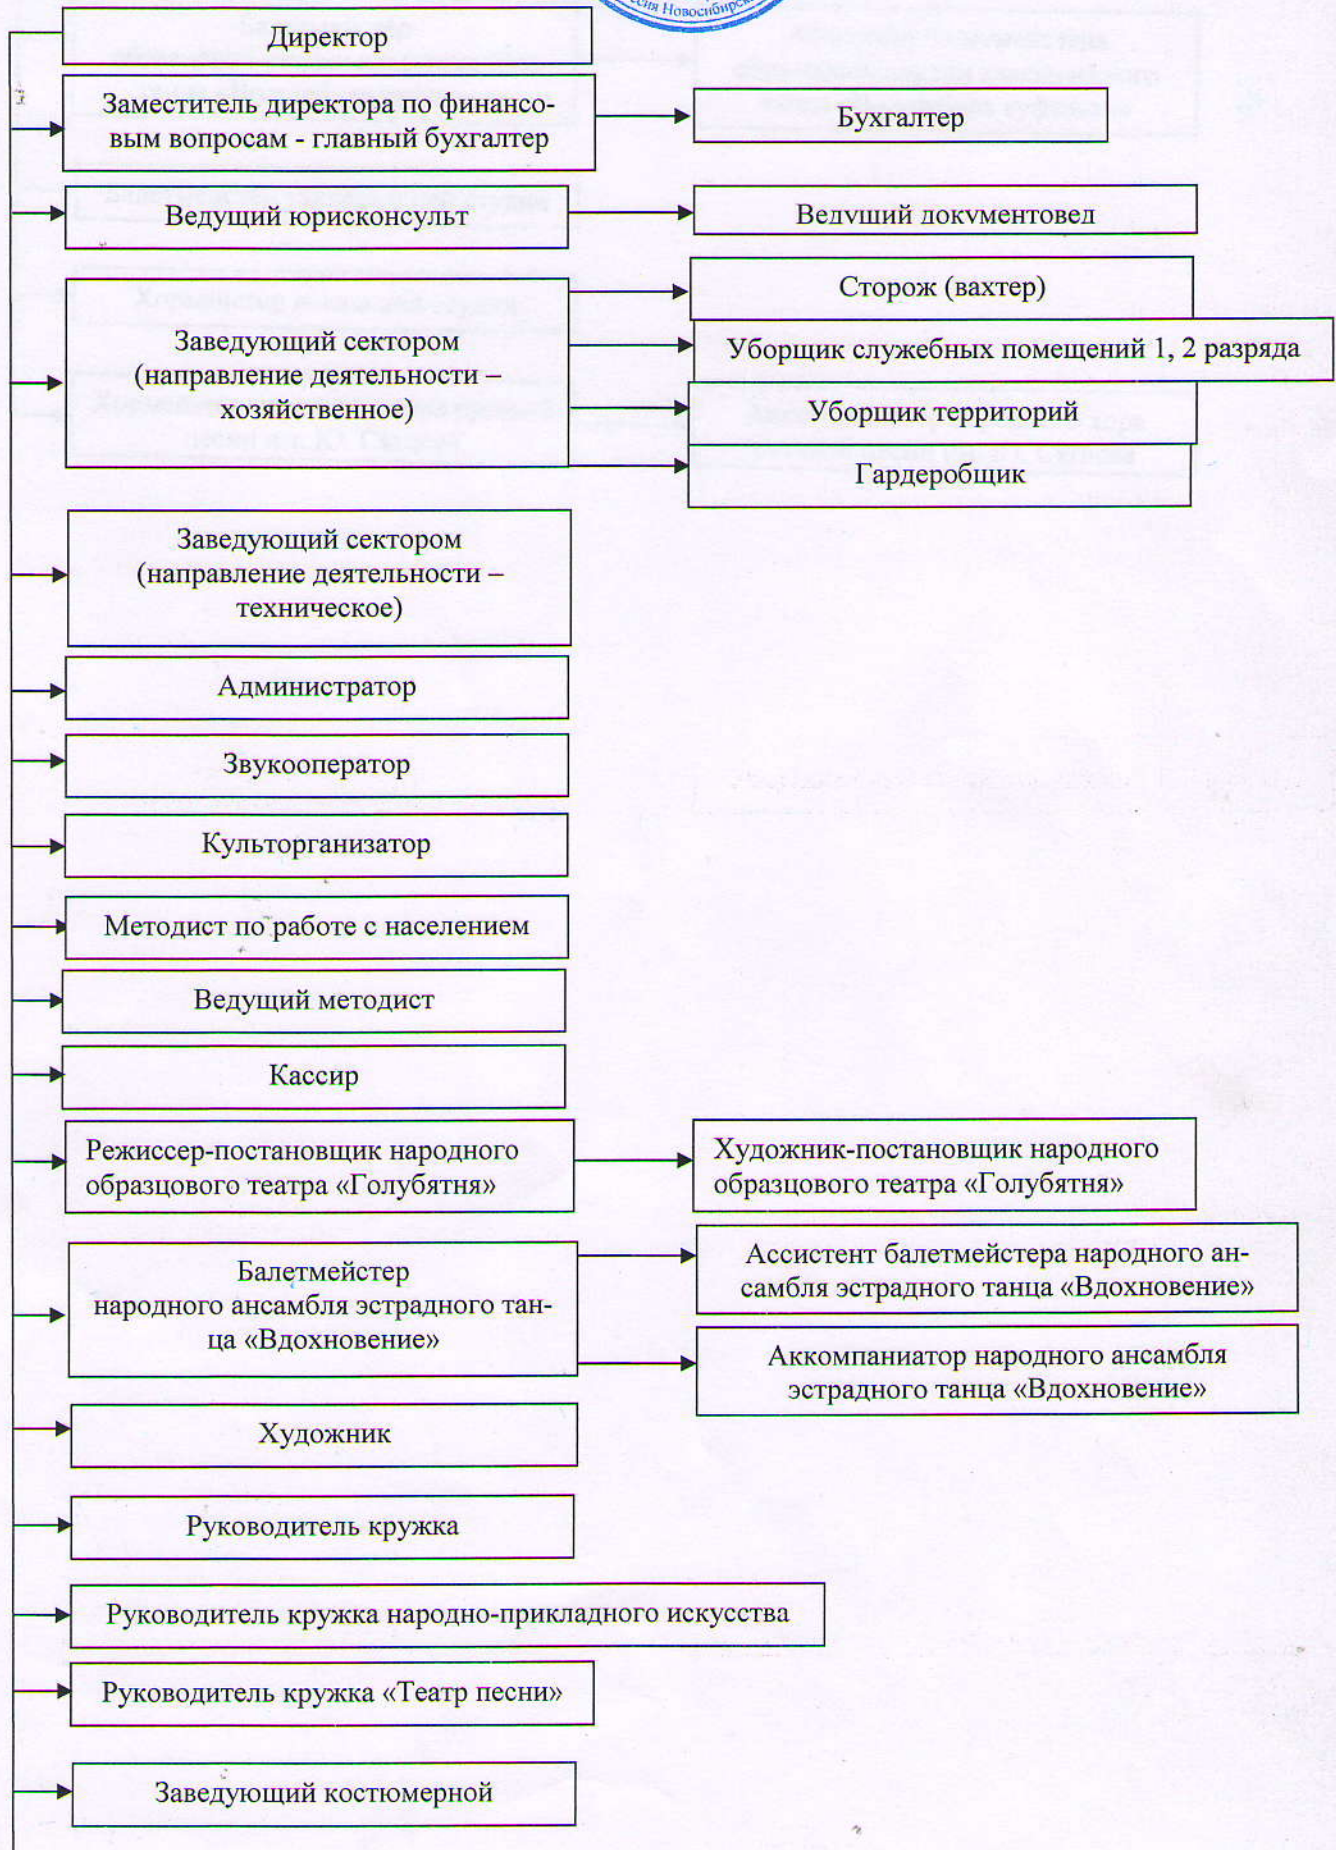 сия Новосибирск
Директор
Заместитель директора по финансо-
вым вопросам - главный бухгалтер
Бухгалтер
Ведущий юрисконсульт
Ведущий документовед
Заведующий сектором
(направление деятельности –
хозяйственное)
Сторож (вахтер)
Уборщик служебных помещений 1, 2 разряда
Уборщик территорий
Гардеробщик
Заведующий сектором
(направление деятельности –
техническое)
Администратор
Звукооператор
Культорганизатор
Методист по работе с населением
Ведущий методист
Кассир
Режиссер-постановщик народного
образцового театра «Голубятня»
Художник-постановщик народного
образцового театра «Голубятня»
Балетмейстер
народного ансамбля эстрадного тан-
ца «Вдохновение»
Ассистент балетмейстера народного ан-
самбля эстрадного танца «Вдохновение»
Аккомпаниатор народного ансамбля
эстрадного танца «Вдохновение»
Художник
Руководитель кружка
Руководитель кружка народно-прикладного искусства
Руководитель кружка «Театр песни»
Заведующий костюмерной